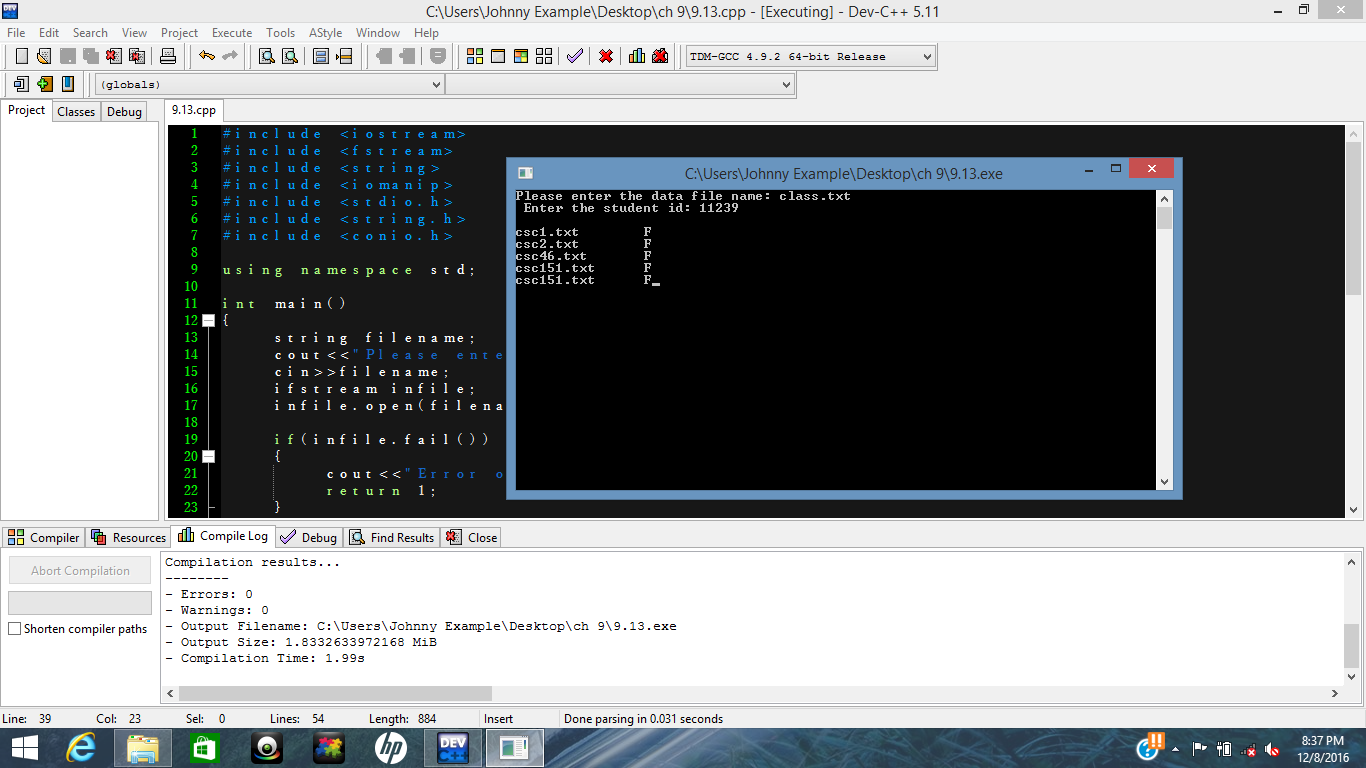 C:\Users\Johnny Example\Desktop\ch 9\9.13.cpp - [Executing] - Dev-C++ 5.11
File Edit Search View Project Execute Tools AStyle Window Help
TDM-GCC 4.9.2 64-bit Release
(globals)
Project Classes Debug
9.13.cpp
1 #include <iostream>
2 #include <fstream>
3 #include <string>
4 #include <iomanip>
5 #include <stdio.h>
6 #include <string.h>
7 #include <conio.h>
8
9 using namespace std;
10
11 int main()
12 {
13 string filename;
14 cout<<"Please ente
15 cin>>filename;
16 ifstream infile;
17 infile.open(filena
18
19 if(infile.fail())
20 {
21 cout<<"Error o
22 return 1;
23 }
C:\Users\Johnny Example\Desktop\ch 9\9.13.exe
Please enter the data file name: class.txt
Enter the student id: 11239
csc1.txt F
csc2.txt F
csc46.txt F
csc151.txt F
csc151.txt F_
Compiler Resources Compile Log Debug Find Results Close
Abort Compilation
Shorten compiler paths
Compilation results...
--------
- Errors: 0
- Warnings: 0
- Output Filename: C:\Users\Johnny Example\Desktop\ch 9\9.13.exe
- Output Size: 1.8332633972168 MiB
- Compilation Time: 1.99s
Line: 39 Col: 23 Sel: 0 Lines: 54 Length: 884 Insert Done parsing in 0.031 seconds
hp
DEV C++
8:37 PM
12/8/2016